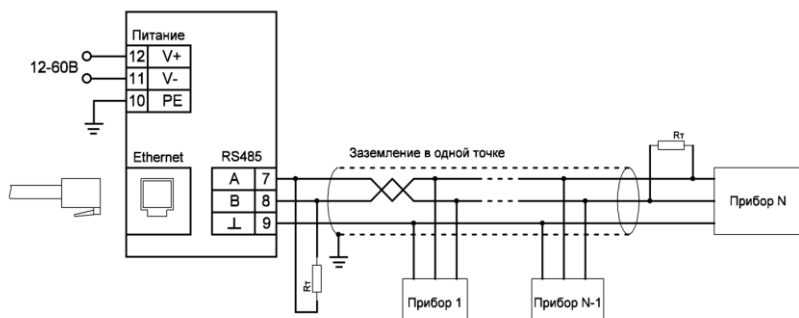 Питание
12 V+
12-60В
11 V-
10 PE
Ethernet
RS485
Заземление в одной точке
Rт
A 7
B 8
⊥ 9
Прибор N
Rт
Прибор 1
Прибор N-1